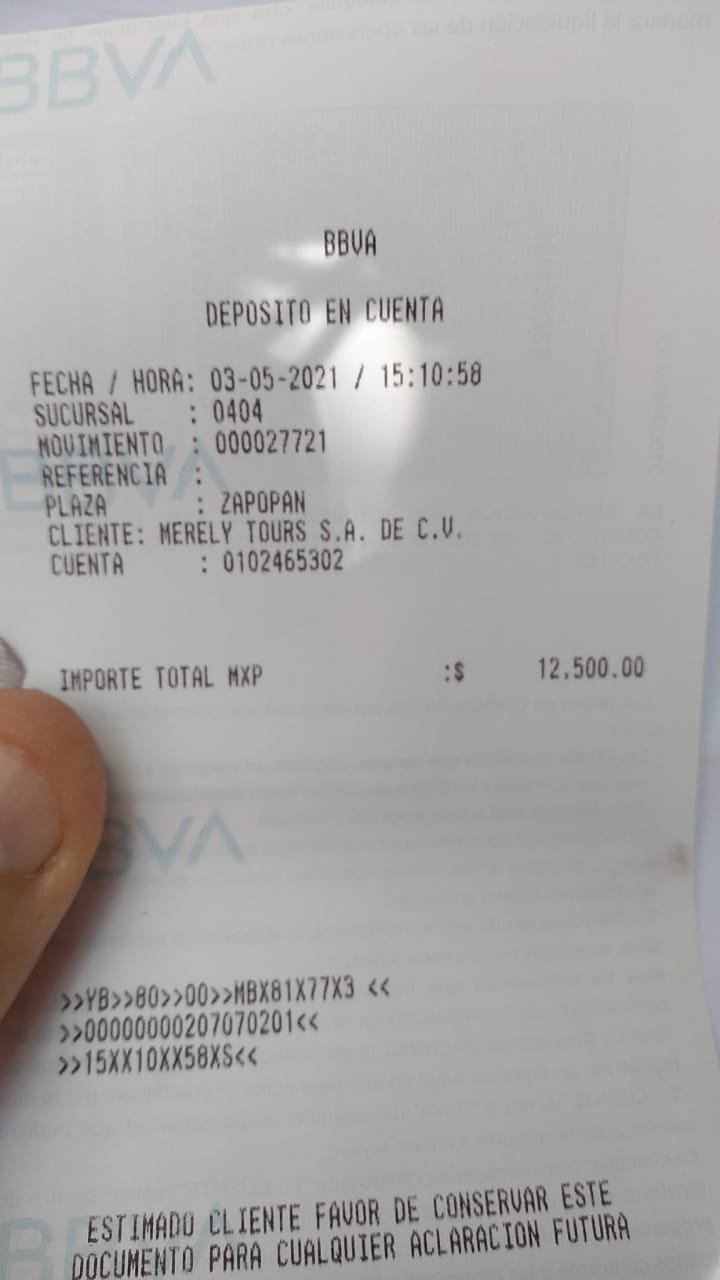 BBVA
BBVA
DEPOSITO EN CUENTA
FECHA / HORA: 03-05-2021 / 15:10:58
SUCURSAL : 0404
MOVIMIENTO : 000027721
REFERENCIA :
PLAZA : ZAPOPAN
CLIENTE: MERELY TOURS S.A. DE C.V.
CUENTA : 0102465302
IMPORTE TOTAL MXP :$ 12,500.00
BBVA
>>YB>>80>>00>>MBX81X77X3 <<
>>000000000207070201<<
>>15XX10XX58XS<<
ESTIMADO CLIENTE FAVOR DE CONSERVAR ESTE
DOCUMENTO PARA CUALQUIER ACLARACION FUTURA